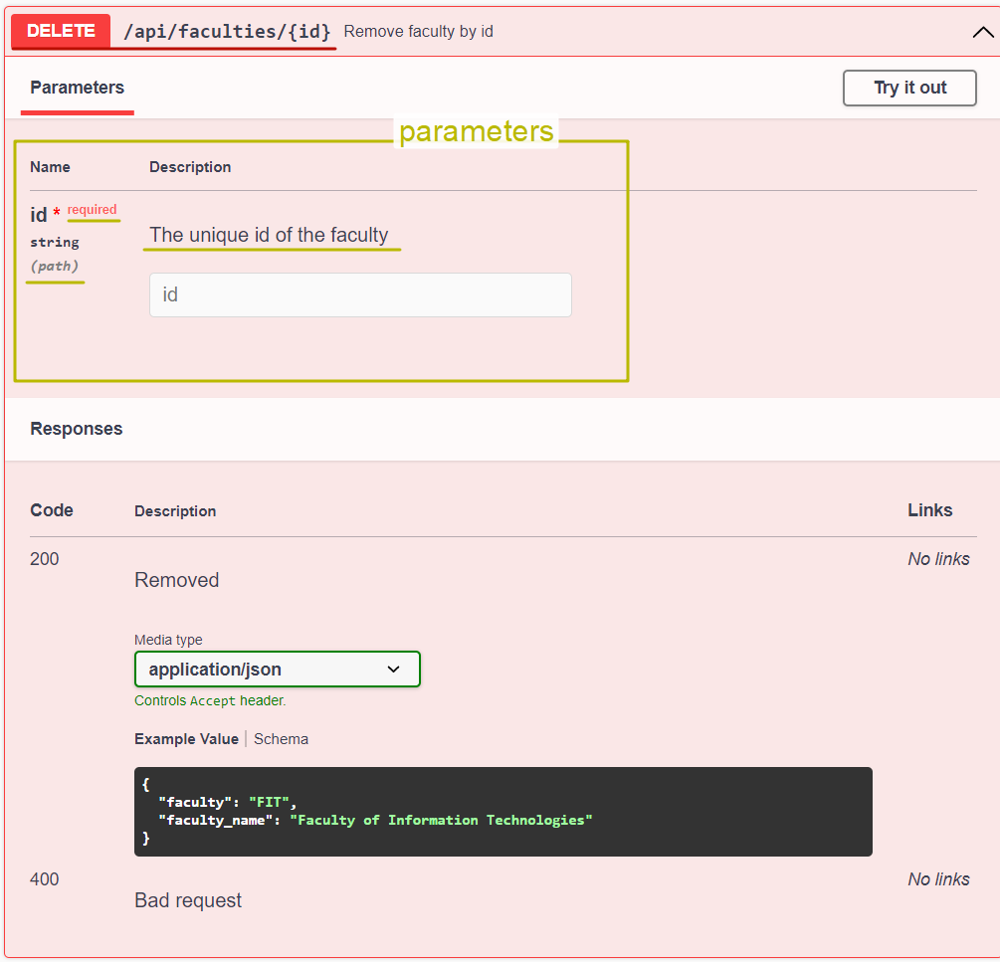 DELETE /api/faculties/{id} Remove faculty by id
Parameters Try it out
parameters
Name Description
id * required
string
(path)
The unique id of the faculty
id
Responses
Code Description Links
200 No links
Removed
Media type
application/json
Controls Accept header.
Example Value | Schema
{
"faculty": "FIT",
"faculty_name": "Faculty of Information Technologies"
}
400 No links
Bad request